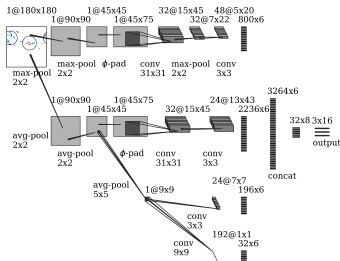 1@180x180
1@90x90
1@45x45
1@45x75
32@15x45
32@7x22
48@5x20
800x6
max-pool
2x2
max-pool
2x2
ϕ-pad
conv
31x31
max-pool
2x2
conv
3x3
1@90x90
1@45x45
1@45x75
32@15x45
24@13x43
2236x6
3264x6
32x8
3x16
output
concat
avg-pool
2x2
avg-pool
2x2
ϕ-pad
conv
31x31
conv
3x3
avg-pool
5x5
1@9x9
24@7x7
196x6
conv
3x3
conv
9x9
192@1x1
32x6